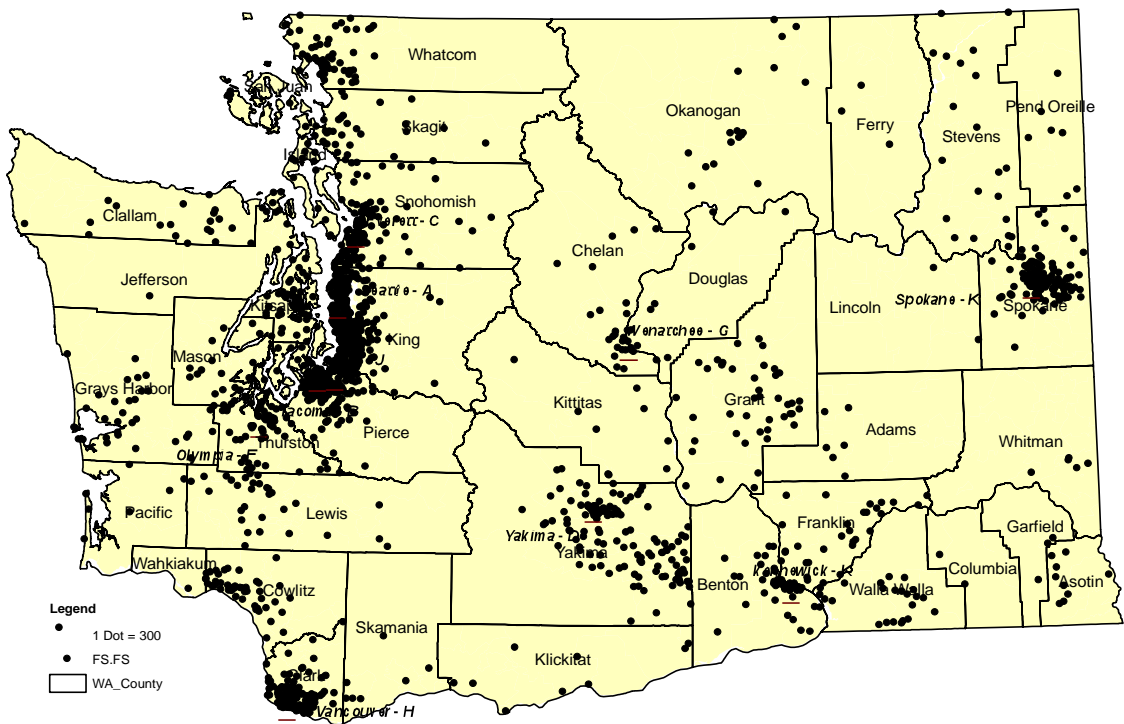 Whatcom
San Juan
Okanogan
Pend Oreille
Ferry
Skagit
Stevens
Island
Snohomish
Clallam
Chelan
Jefferson
Douglas
Lincoln
Spokane - K
Spokane
Kitsap
Wenatchee - G
King
Mason
Grays Harbor
Grant
Kittitas
Pierce
Adams
Whitman
Thurston
Olympia - F
Pacific
Lewis
Franklin
Garfield
Yakima
Wahkiakum
Benton
Columbia
Asotin
Cowlitz
Walla Walla
Skamania
Klickitat
Clark
Vancouver - H
Legend
1 Dot = 300
FS.FS
WA_County